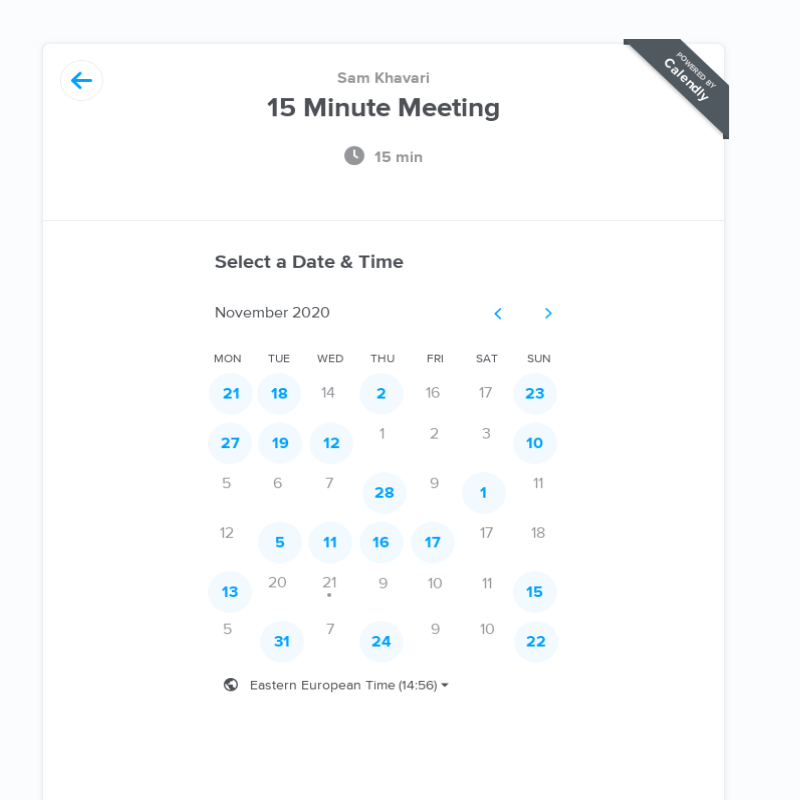 POWERED BY
Calendly
Sam Khavari
15 Minute Meeting
15 min
Select a Date & Time
November 2020
MON TUE WED THU FRI SAT SUN
21 18 14 2 16 17 23
27 19 12 1 2 3 10
5 6 7 28 9 1 11
12 5 11 16 17 17 18
13 20 21 9 10 11 15
5 31 7 24 9 10 22
Eastern European Time (14:56)